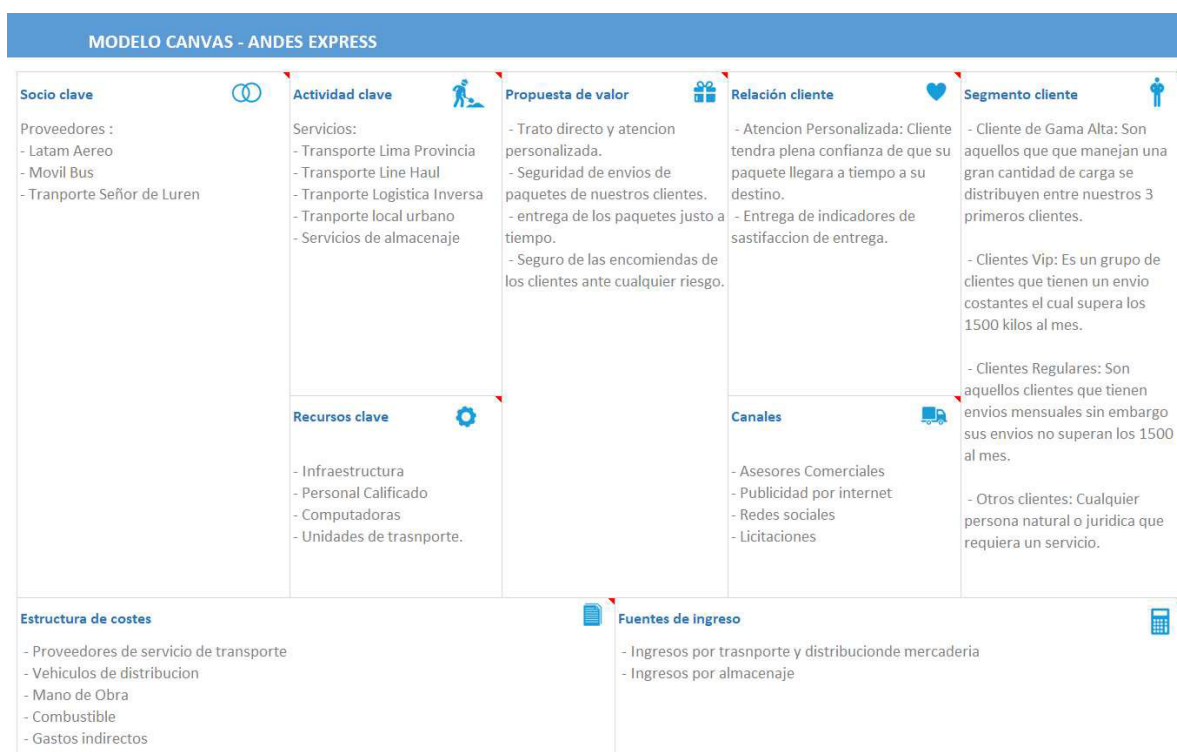 MODELO CANVAS - ANDES EXPRESS
Socio clave
Proveedores :
- Latam Aereo
- Movil Bus
- Tranporte Señor de Luren
Actividad clave
Servicios:
- Transporte Lima Provincia
- Transporte Line Haul
- Tranporte Logistica Inversa
- Tranporte local urbano
- Servicios de almacenaje
Recursos clave
- Infraestructura
- Personal Calificado
- Computadoras
- Unidades de trasnporte.
Propuesta de valor
- Trato directo y atencion
personalizada.
- Seguridad de envios de
paquetes de nuestros clientes.
- entrega de los paquetes justo a
tiempo.
- Seguro de las encomiendas de
los clientes ante cualquier riesgo.
Relación cliente
- Atencion Personalizada: Cliente
tendra plena confianza de que su
paquete llegara a tiempo a su
destino.
- Entrega de indicadores de
sastifaccion de entrega.
Canales
- Asesores Comerciales
- Publicidad por internet
- Redes sociales
- Licitaciones
Segmento cliente
- Cliente de Gama Alta: Son
aquellos que que manejan una
gran cantidad de carga se
distribuyen entre nuestros 3
primeros clientes.
- Clientes Vip: Es un grupo de
clientes que tienen un envio
costantes el cual supera los
1500 kilos al mes.
- Clientes Regulares: Son
aquellos clientes que tienen
envios mensuales sin embargo
sus envios no superan los 1500
al mes.
- Otros clientes: Cualquier
persona natural o juridica que
requiera un servicio.
Estructura de costes
- Proveedores de servicio de transporte
- Vehiculos de distribucion
- Mano de Obra
- Combustible
- Gastos indirectos
Fuentes de ingreso
- Ingresos por trasnporte y distribucionde mercaderia
- Ingresos por almacenaje